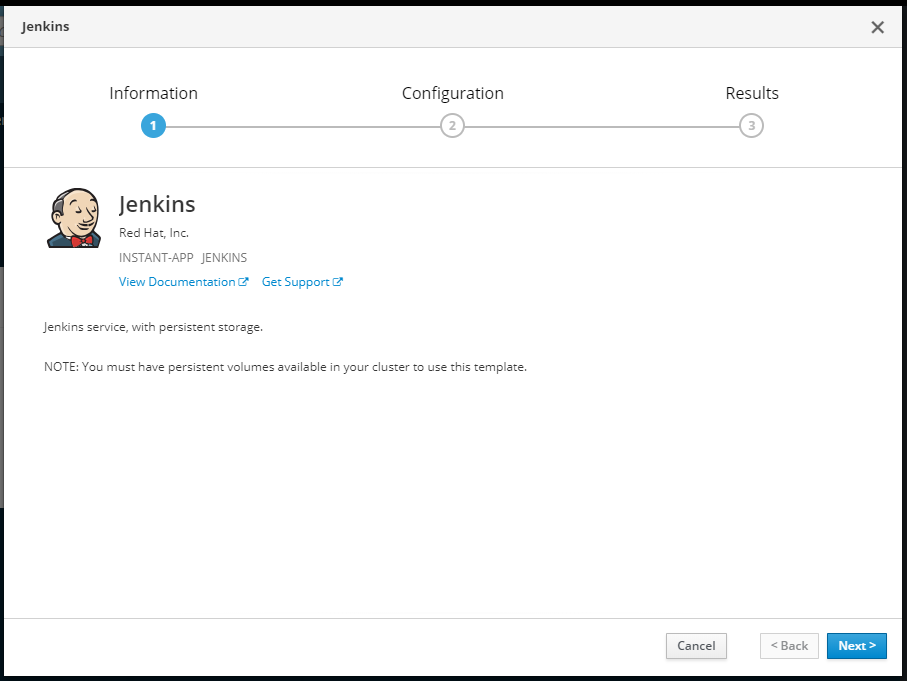 Jenkins
Information Configuration Results
1 2 3
Jenkins
Red Hat, Inc.
INSTANT-APP JENKINS
View Documentation Get Support
Jenkins service, with persistent storage.
NOTE: You must have persistent volumes available in your cluster to use this template.
Cancel < Back Next >